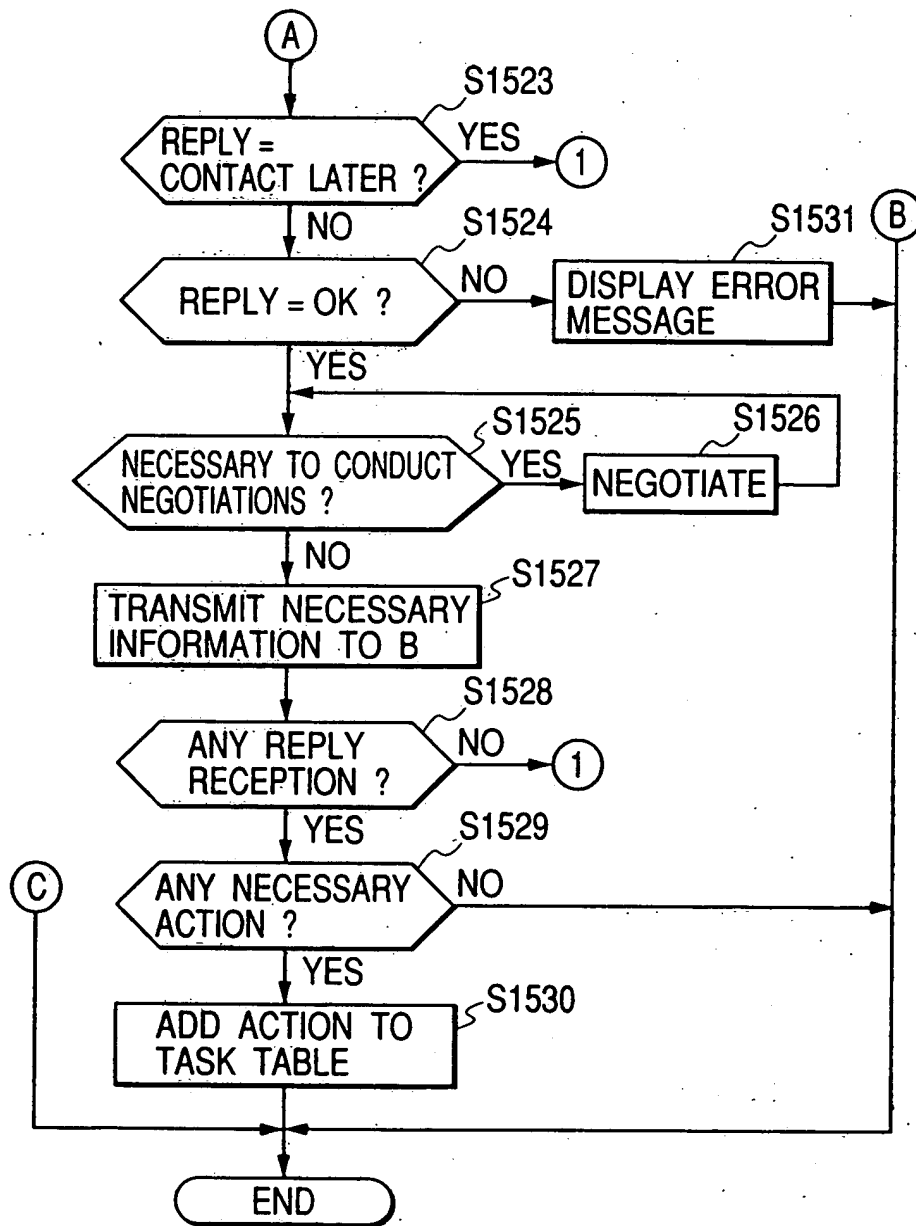 A
S1523
REPLY=
CONTACT LATER ?
YES
1
NO
S1524
REPLY=OK ?
NO
S1531
DISPLAY ERROR
MESSAGE
B
YES
S1525
NECESSARY TO CONDUCT
NEGOTIATIONS ?
YES
S1526
NEGOTIATE
NO
S1527
TRANSMIT NECESSARY
INFORMATION TO B
S1528
ANY REPLY
RECEPTION ?
NO
1
YES
S1529
C
ANY NECESSARY
ACTION ?
NO
YES
S1530
ADD ACTION TO
TASK TABLE
END